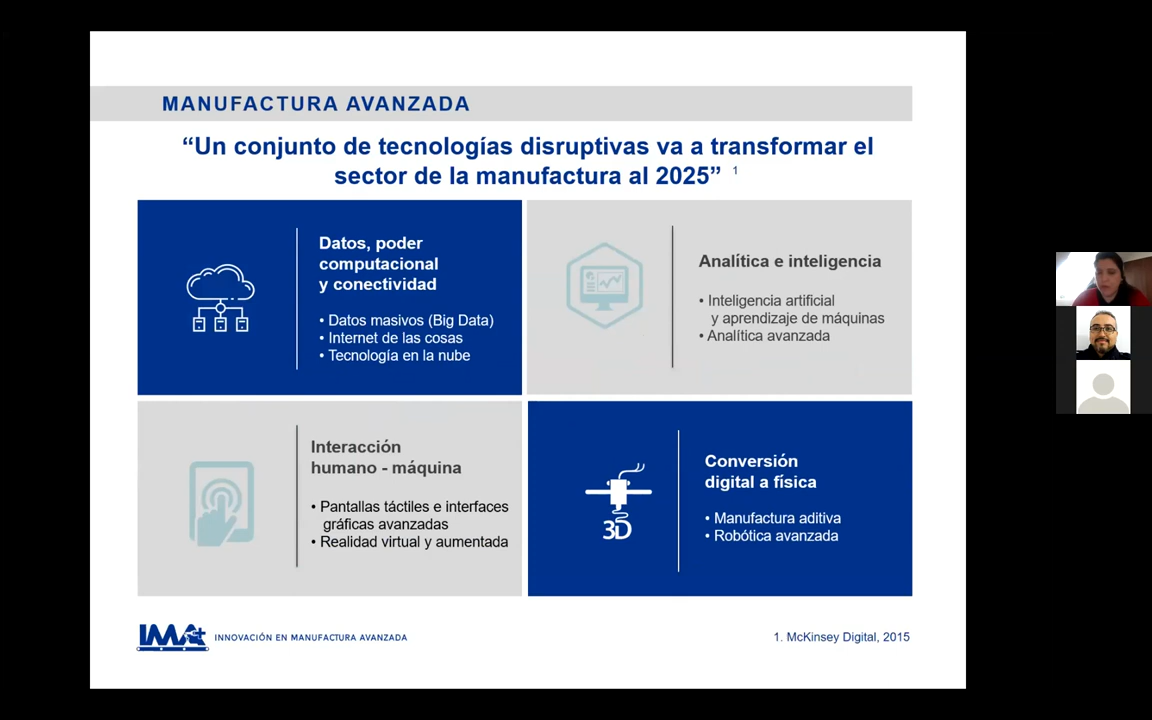 MANUFACTURA AVANZADA
“Un conjunto de tecnologías disruptivas va a transformar el
sector de la manufactura al 2025” 1
Datos, poder
computacional
y conectividad
• Datos masivos (Big Data)
• Internet de las cosas
• Tecnología en la nube
Analítica e inteligencia
• Inteligencia artificial
y aprendizaje de máquinas
• Analítica avanzada
Interacción
humano - máquina
• Pantallas táctiles e interfaces
gráficas avanzadas
• Realidad virtual y aumentada
3D
Conversión
digital a física
• Manufactura aditiva
• Robótica avanzada
IMA+ INNOVACIÓN EN MANUFACTURA AVANZADA
1. McKinsey Digital, 2015